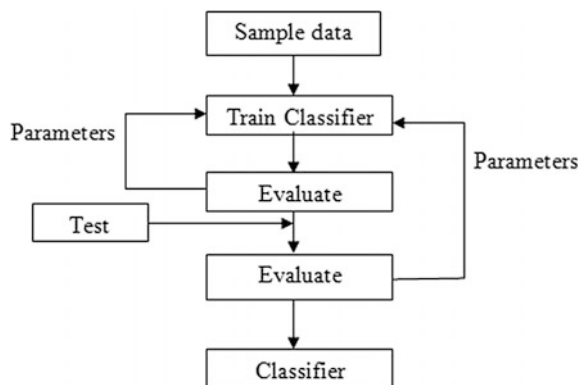 Sample data
Train Classifier
Parameters
Parameters
Evaluate
Test
Evaluate
Classifier